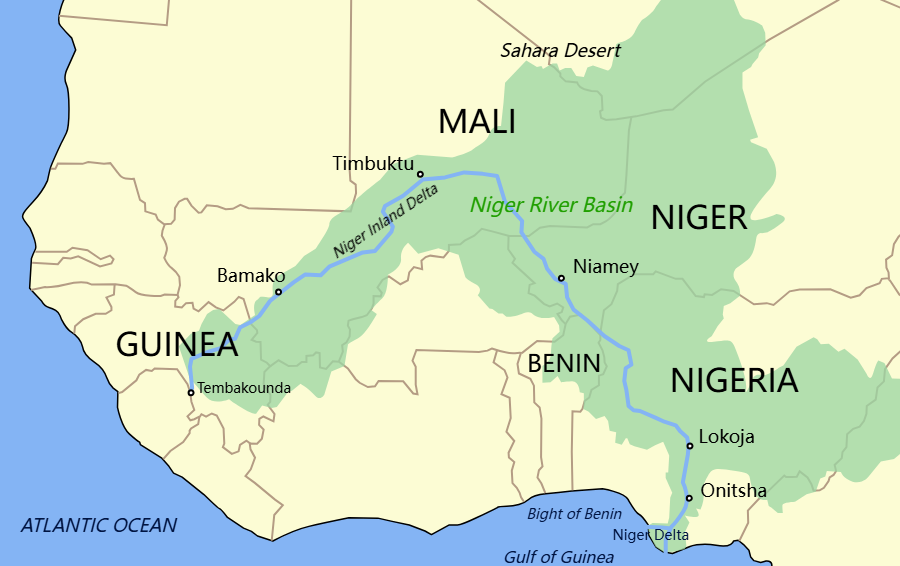 Sahara Desert
MALI
Timbuktu
Niger Inland Delta
Niger River Basin
NIGER
Niamey
Bamako
GUINEA
BENIN
NIGERIA
Tembakounda
Lokoja
Onitsha
Bight of Benin
ATLANTIC OCEAN
Niger Delta
Gulf of Guinea